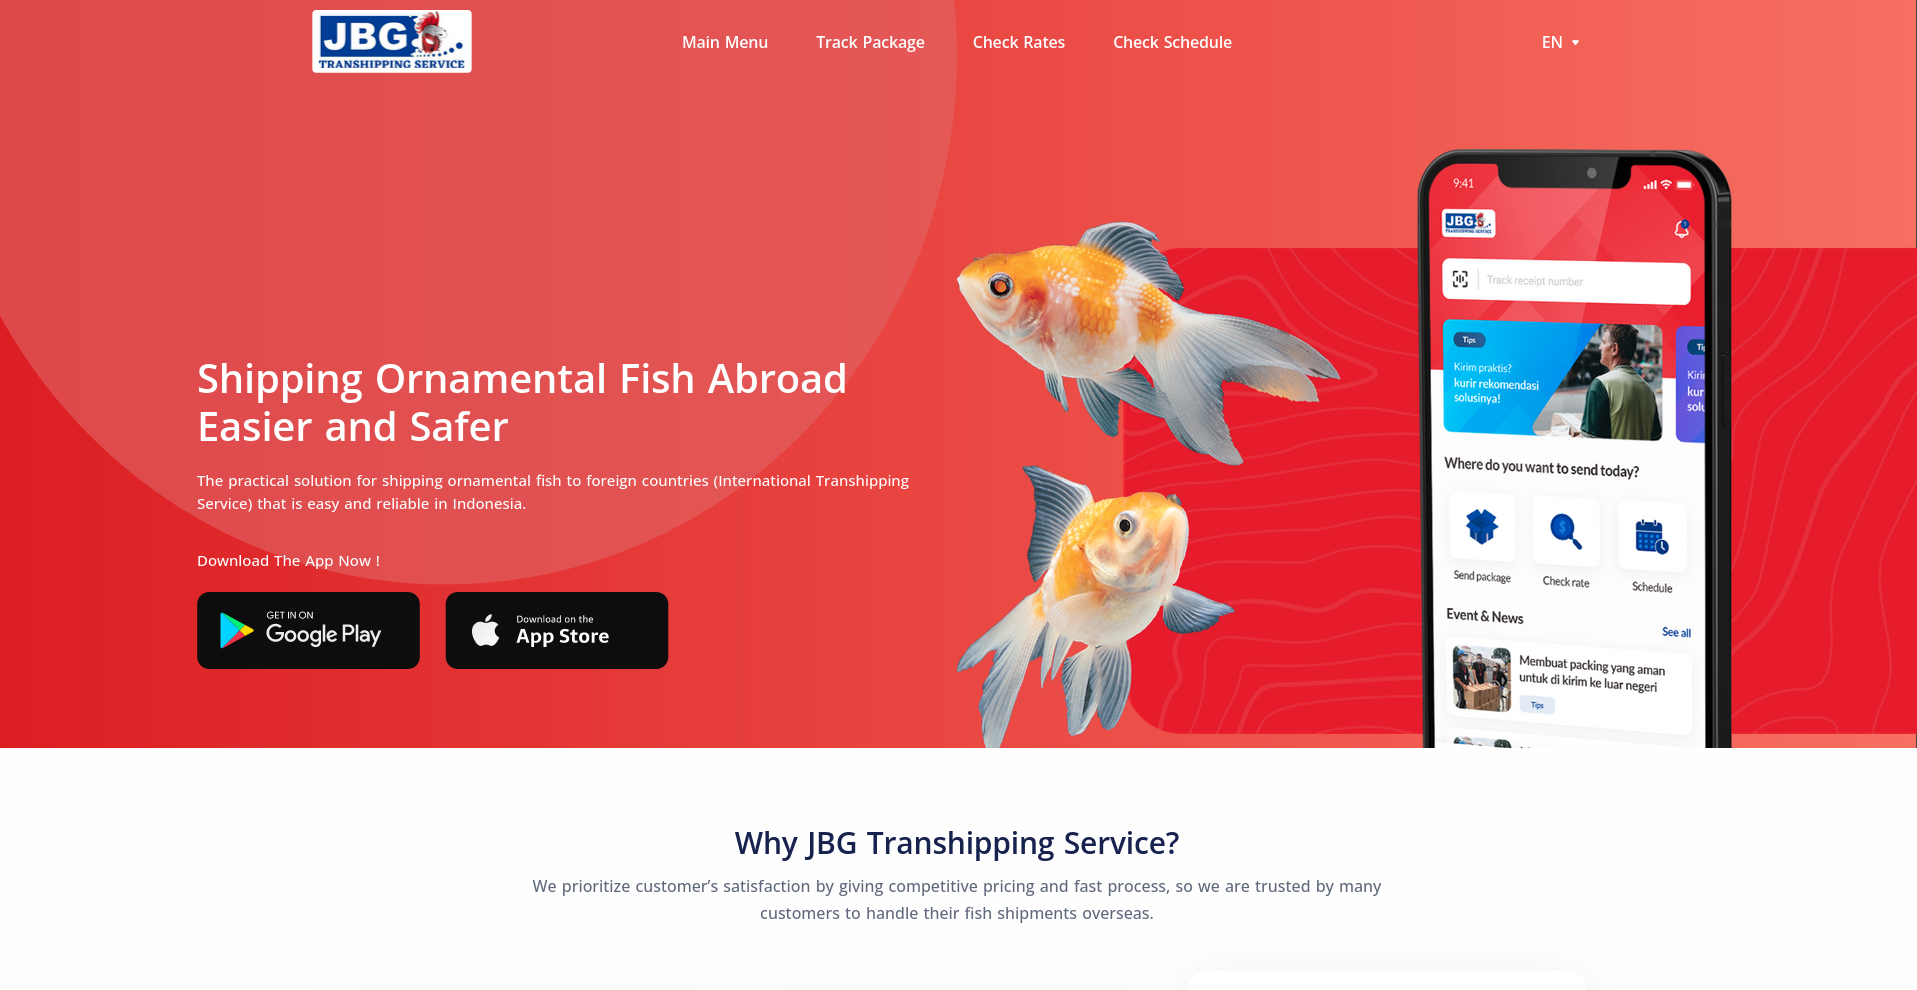 JBG
TRANSHIPPING SERVICE
Main Menu
Track Package
Check Rates
Check Schedule
EN
Shipping Ornamental Fish Abroad
Easier and Safer
The practical solution for shipping ornamental fish to foreign countries (International Transhipping
Service) that is easy and reliable in Indonesia.
Download The App Now !
GET IN ON
Google Play
Download on the
App Store
9:41
JBG
TRANSHIPPING SERVICE
Track receipt number
Tips
Kirim praktis?
kurir rekomendasi
solusinya!
Where do you want to send today?
Send package
Check rate
Schedule
Event & News
See all
Membuat packing yang aman
untuk di kirim ke luar negeri
Tips
Why JBG Transhipping Service?
We prioritize customer’s satisfaction by giving competitive pricing and fast process, so we are trusted by many
customers to handle their fish shipments overseas.